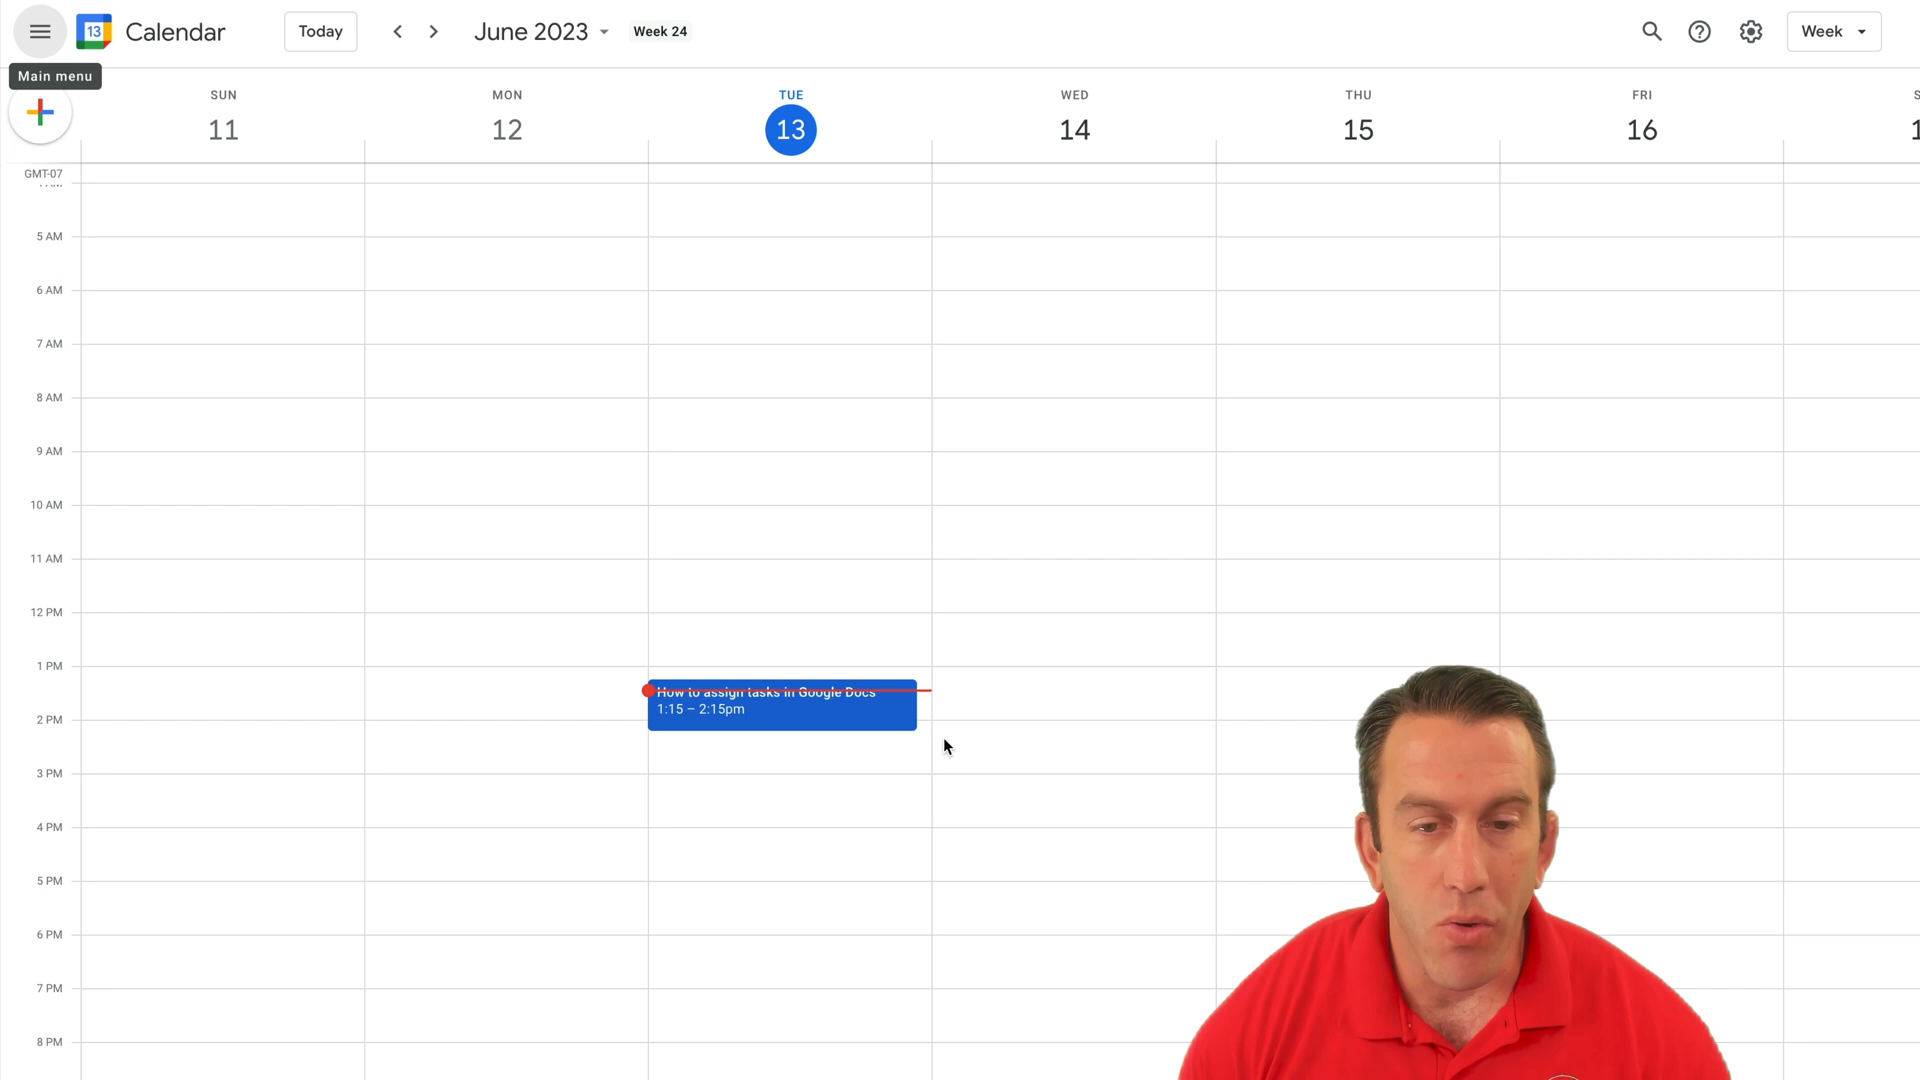 13 Calendar Today June 2023 Week 24 Week
Main menu
SUN MON TUE WED THU FRI S
11 12 13 14 15 16 1
GMT-07
5 AM
6 AM
7 AM
8 AM
9 AM
10 AM
11 AM
12 PM
1 PM
How to assign tasks in Google Docs
1:15 – 2:15pm
2 PM
3 PM
4 PM
5 PM
6 PM
7 PM
8 PM